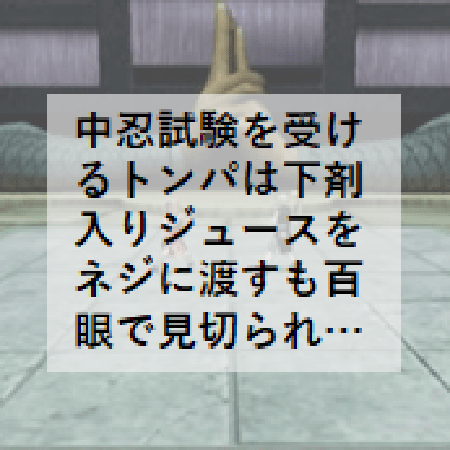 中忍試験を受け
るトンパは下剤
入りジュースを
ネジに渡すも百
眼で見切られ…